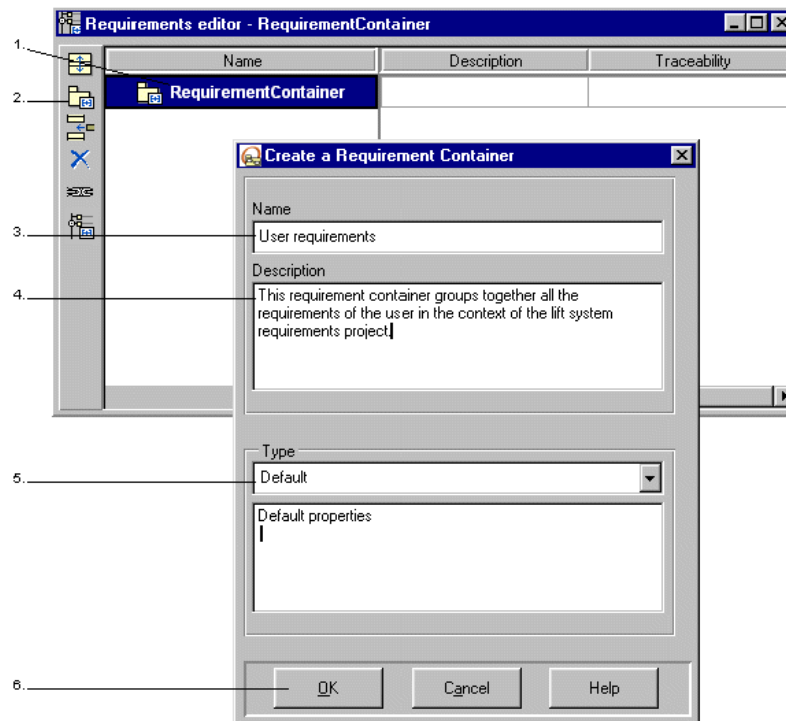 Requirements editor - RequirementContainer
1.
Name Description Traceability
2.
RequirementContainer
Create a Requirement Container
Name
3.
User requirements
Description
4.
This requirement container groups together all the
requirements of the user in the context of the lift system
requirements project.
Type
5.
Default
Default properties
6.
OK Cancel Help